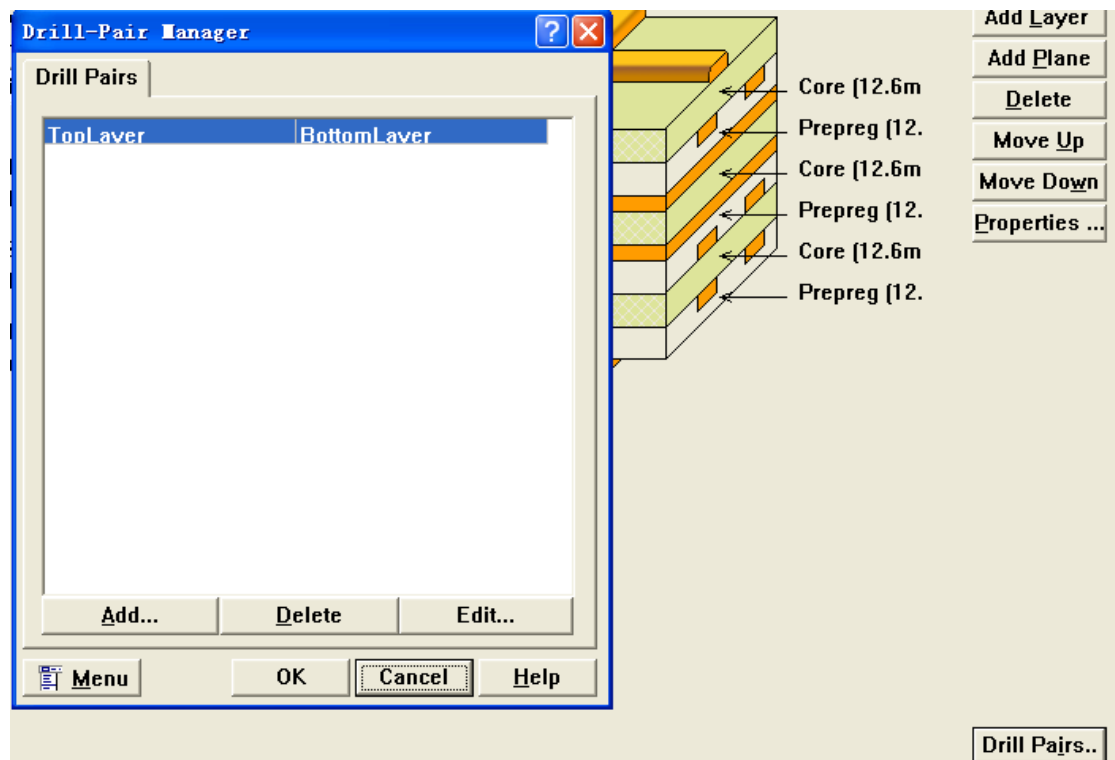 Drill-Pair Manager
Drill Pairs
TopLayer BottomLayer
Add... Delete Edit...
Menu OK Cancel Help
Core (12.6m
Prepreg (12.
Core (12.6m
Prepreg (12.
Core (12.6m
Prepreg (12.
Add Layer
Add Plane
Delete
Move Up
Move Down
Properties ...
Drill Pairs..